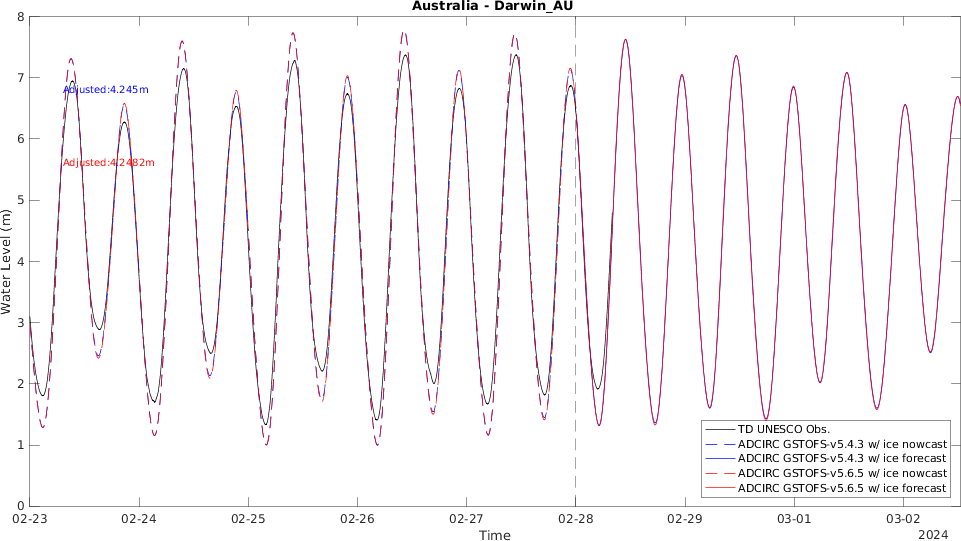 Australia - Darwin_AU
8
7
6
5
4
3
2
1
0
Water Level (m)
Adjusted:4.245m
Adjusted:4.2482m
TD UNESCO Obs.
ADCIRC GSTOFS-v5.4.3 w/ ice nowcast
ADCIRC GSTOFS-v5.4.3 w/ ice forecast
ADCIRC GSTOFS-v5.6.5 w/ ice nowcast
ADCIRC GSTOFS-v5.6.5 w/ ice forecast
02-23 02-24 02-25 02-26 02-27 02-28 02-29 03-01 03-02
Time
2024